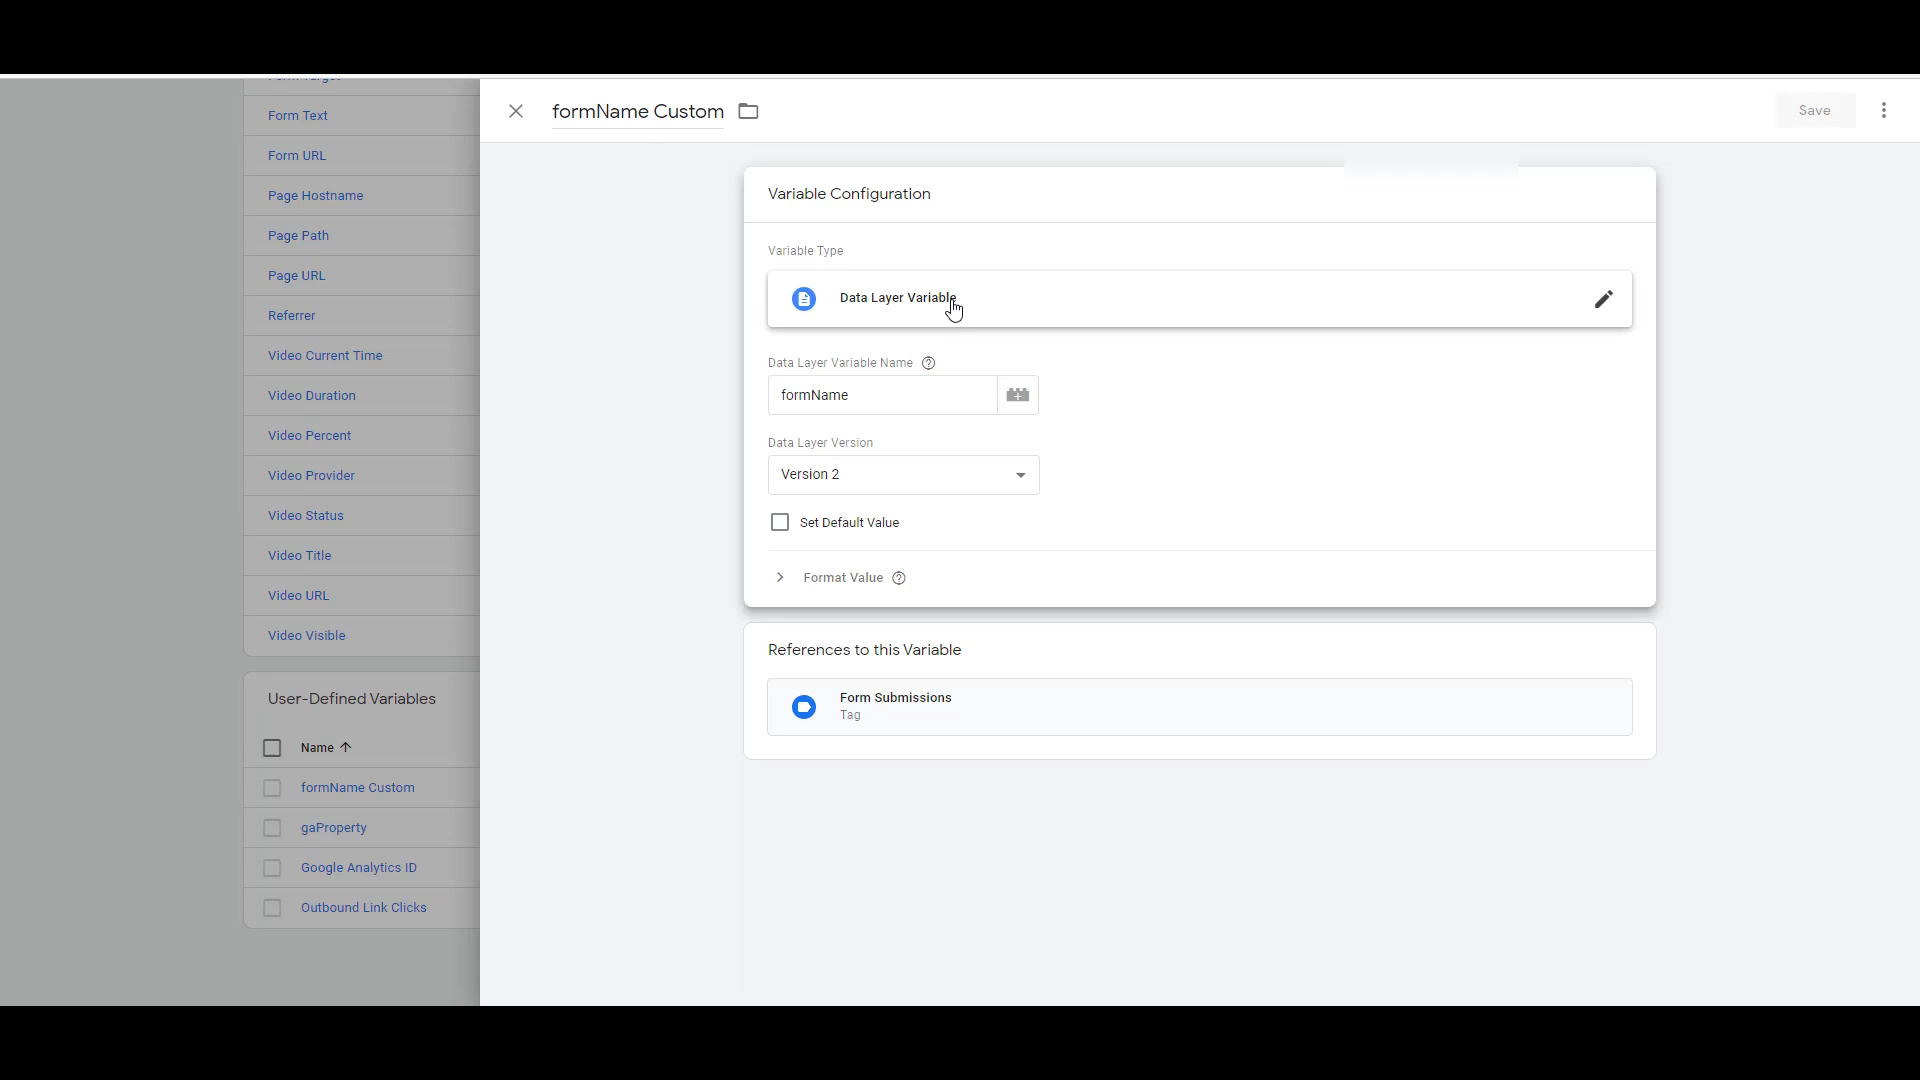 Form Text
Form URL
Page Hostname
Page Path
Page URL
Referrer
Video Current Time
Video Duration
Video Percent
Video Provider
Video Status
Video Title
Video URL
Video Visible
User-Defined Variables
Name
formName Custom
gaProperty
Google Analytics ID
Outbound Link Clicks
formName Custom
Save
Variable Configuration
Variable Type
Data Layer Variable
Data Layer Variable Name
formName
Data Layer Version
Version 2
Set Default Value
Format Value
References to this Variable
Form Submissions
Tag